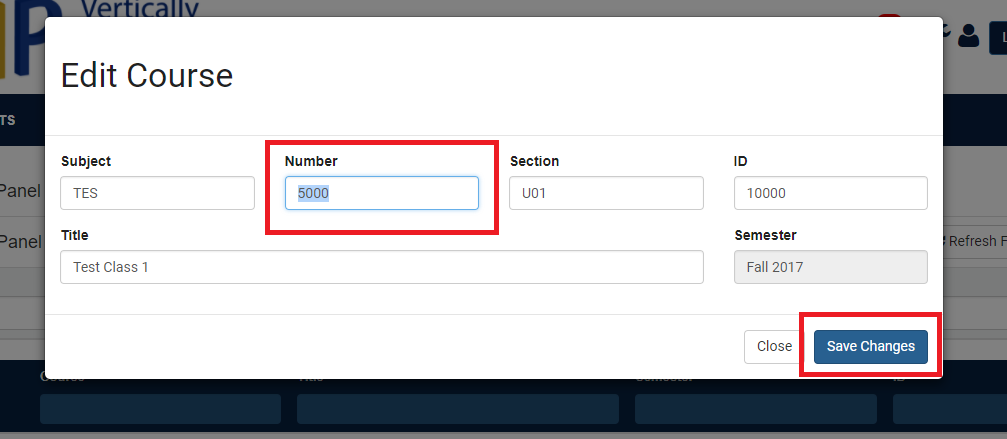 Vertically
Edit Course
TS
Subject
Number
Section
ID
TES
5000
U01
10000
Panel
Title
Semester
Panel
Refresh F
Test Class 1
Fall 2017
Close
Save Changes